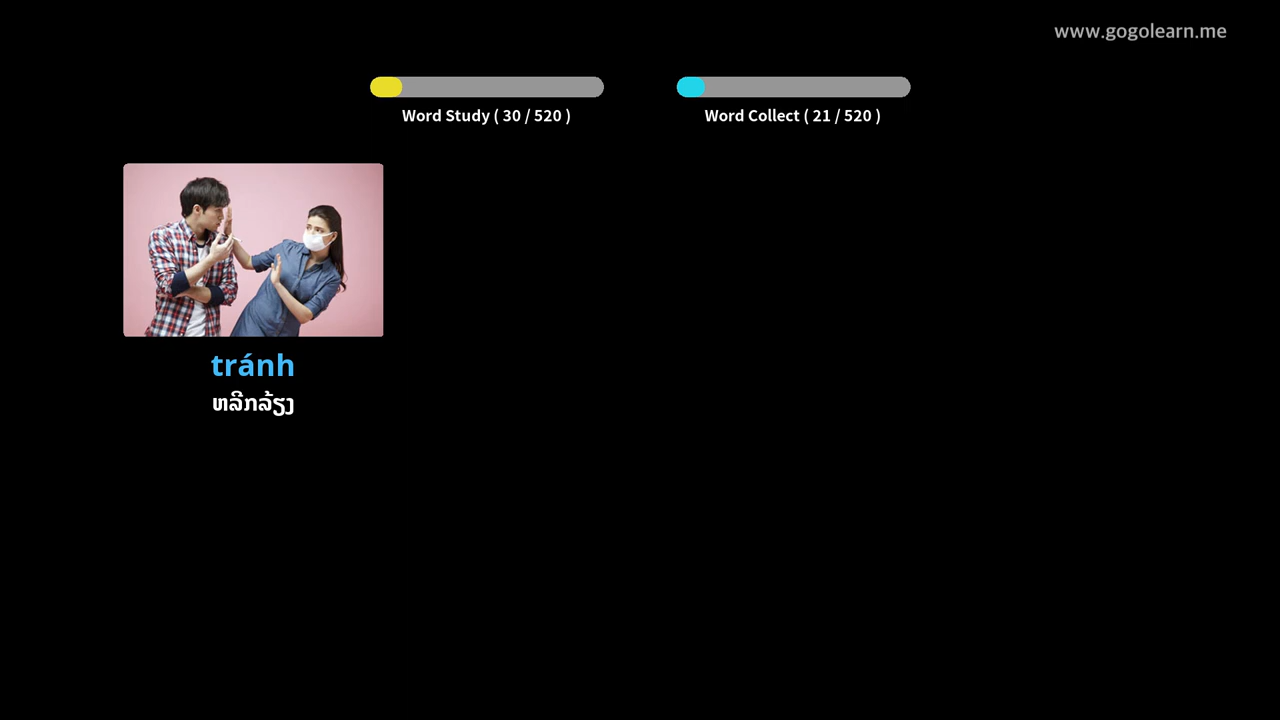 www.gogolearn.me
Word Study ( 30 / 520 )
Word Collect ( 21 / 520 )
tránh
ຫລີກລ້ຽງ